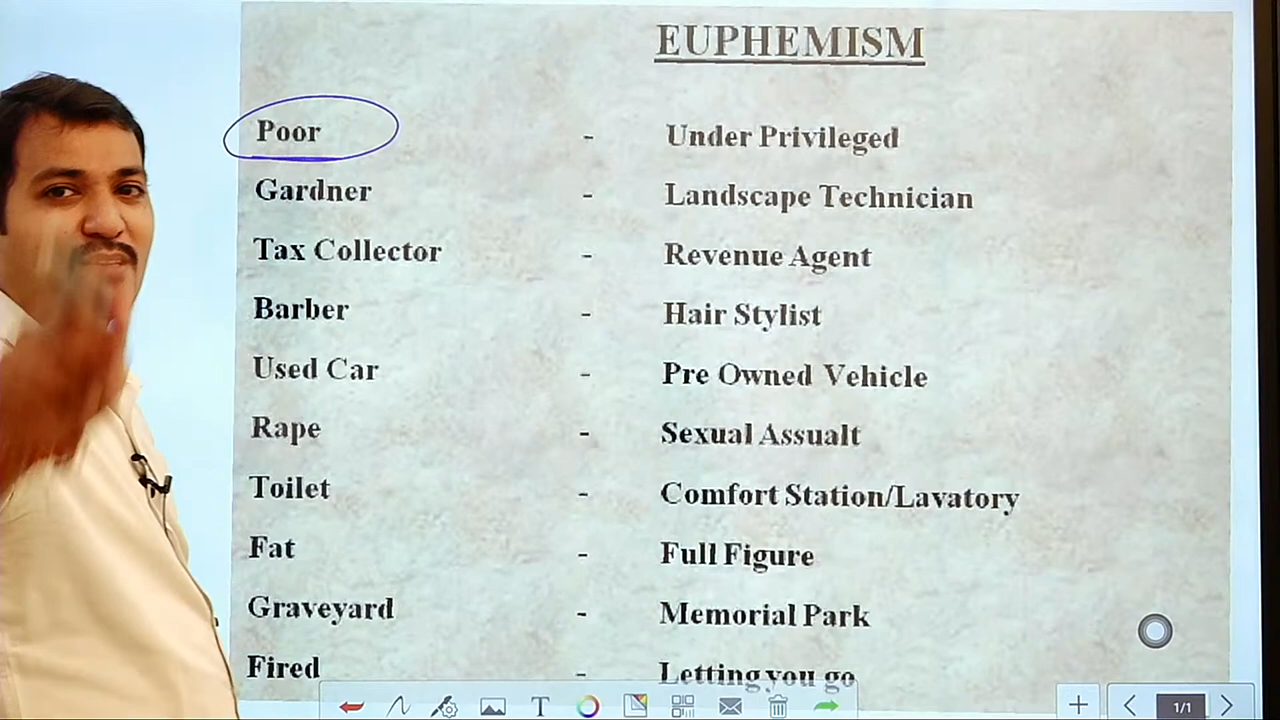 EUPHEMISM
Poor - Under Privileged
Gardner - Landscape Technician
Tax Collector - Revenue Agent
Barber - Hair Stylist
Used Car - Pre Owned Vehicle
Rape - Sexual Assualt
Toilet - Comfort Station/Lavatory
Fat - Full Figure
Graveyard - Memorial Park
Fired - Letting you go
T
1/1